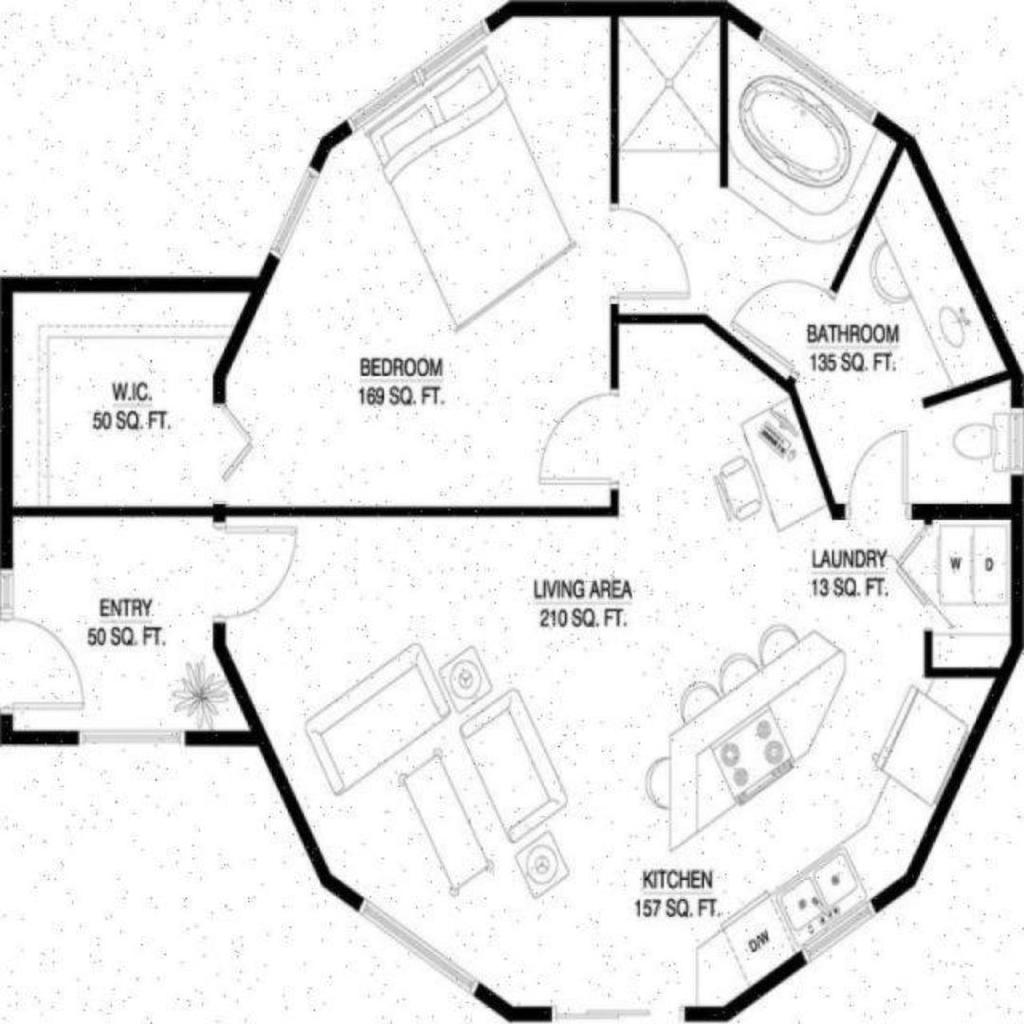 BATHROOM
135 SQ. FT.
BEDROOM
169 SQ. FT.
W.IC.
50 SQ. FT.
LAUNDRY
13 SQ. FT.
W D
LIVING AREA
210 SQ. FT.
ENTRY
50 SQ. FT.
KITCHEN
157 SQ. FT.
D/W